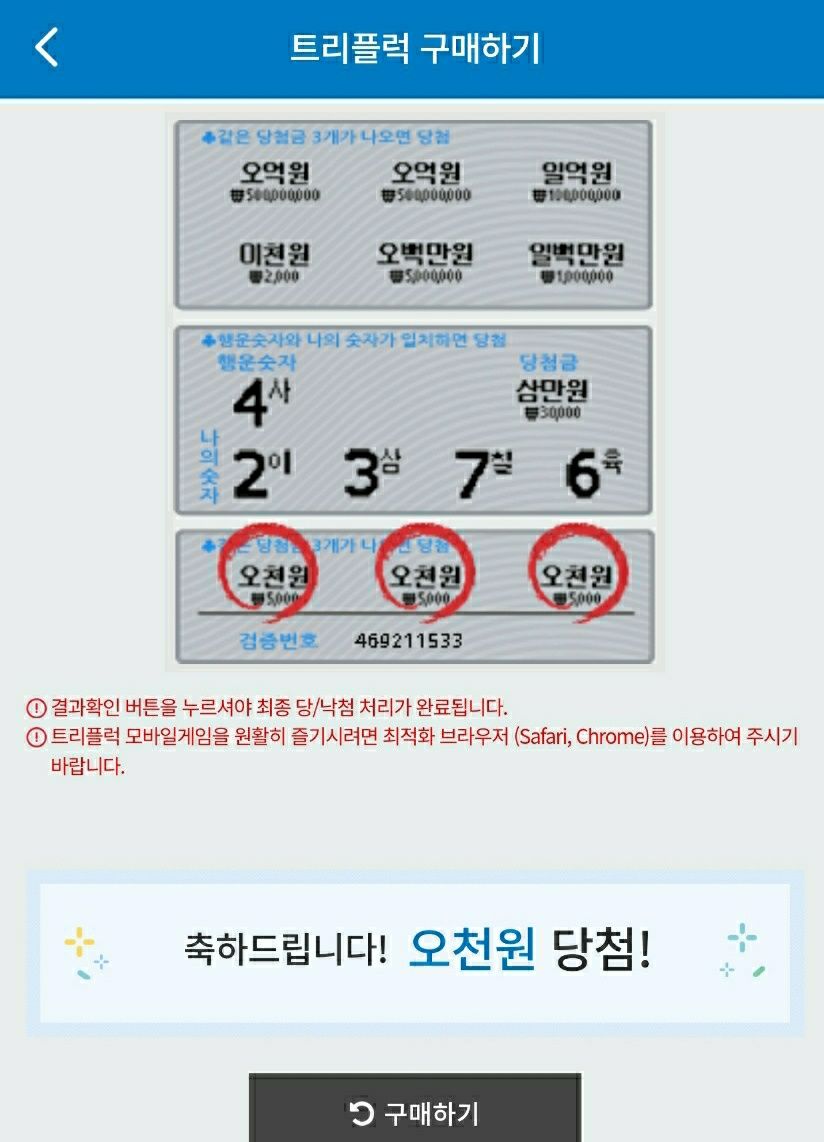 트리플럭 구매하기
♣같은 당첨금 3개가 나오면 당첨
오억원 오억원 일억원
₩500,000,000 ₩500,000,000 ₩100,000,000
이천원 오백만원 일백만원
₩2,000 ₩5,000,000 ₩1,000,000
♣행운숫자와 나의 숫자가 일치하면 당첨
행운숫자 당첨금
4사 삼만원
₩30,000
나의숫자
2이 3삼 7칠 6육
♣같은 당첨금 3개가 나오면 당첨
오천원 오천원 오천원
₩5,000 ₩5,000 ₩5,000
검증번호 469211533
결과확인 버튼을 누르셔야 최종 당/낙첨 처리가 완료됩니다.
트리플럭 모바일게임을 원활히 즐기시려면 최적화 브라우저 (Safari, Chrome)를 이용하여 주시기
바랍니다.
축하드립니다! 오천원 당첨!
구매하기